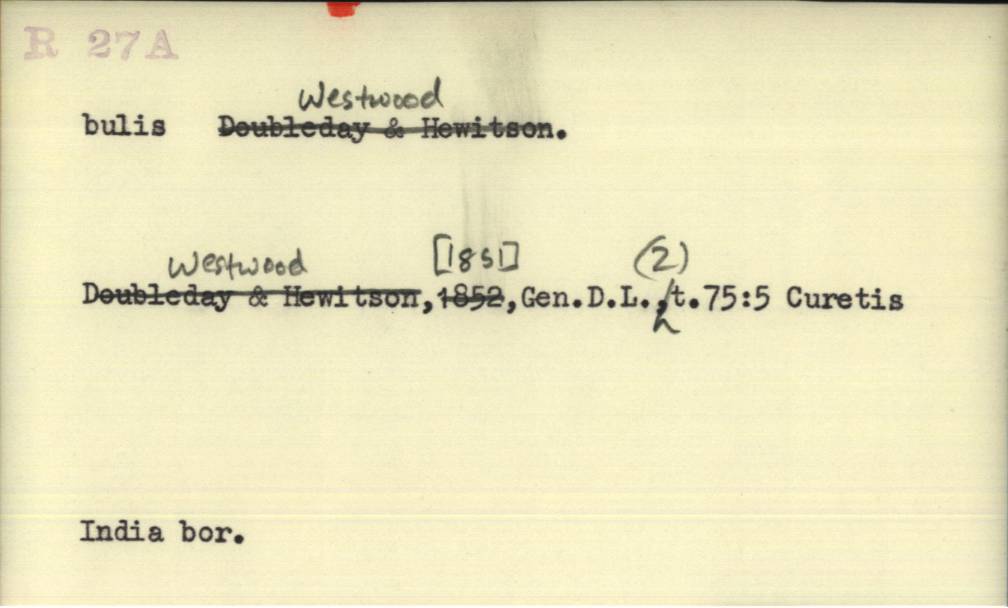 R 27A
Westwood
bulis Doubleday & Hewitson.
Westwood [1851] (2)
Doubleday & Hewitson,1852,Gen.D.L.,t.75:5 Curetis
India bor.